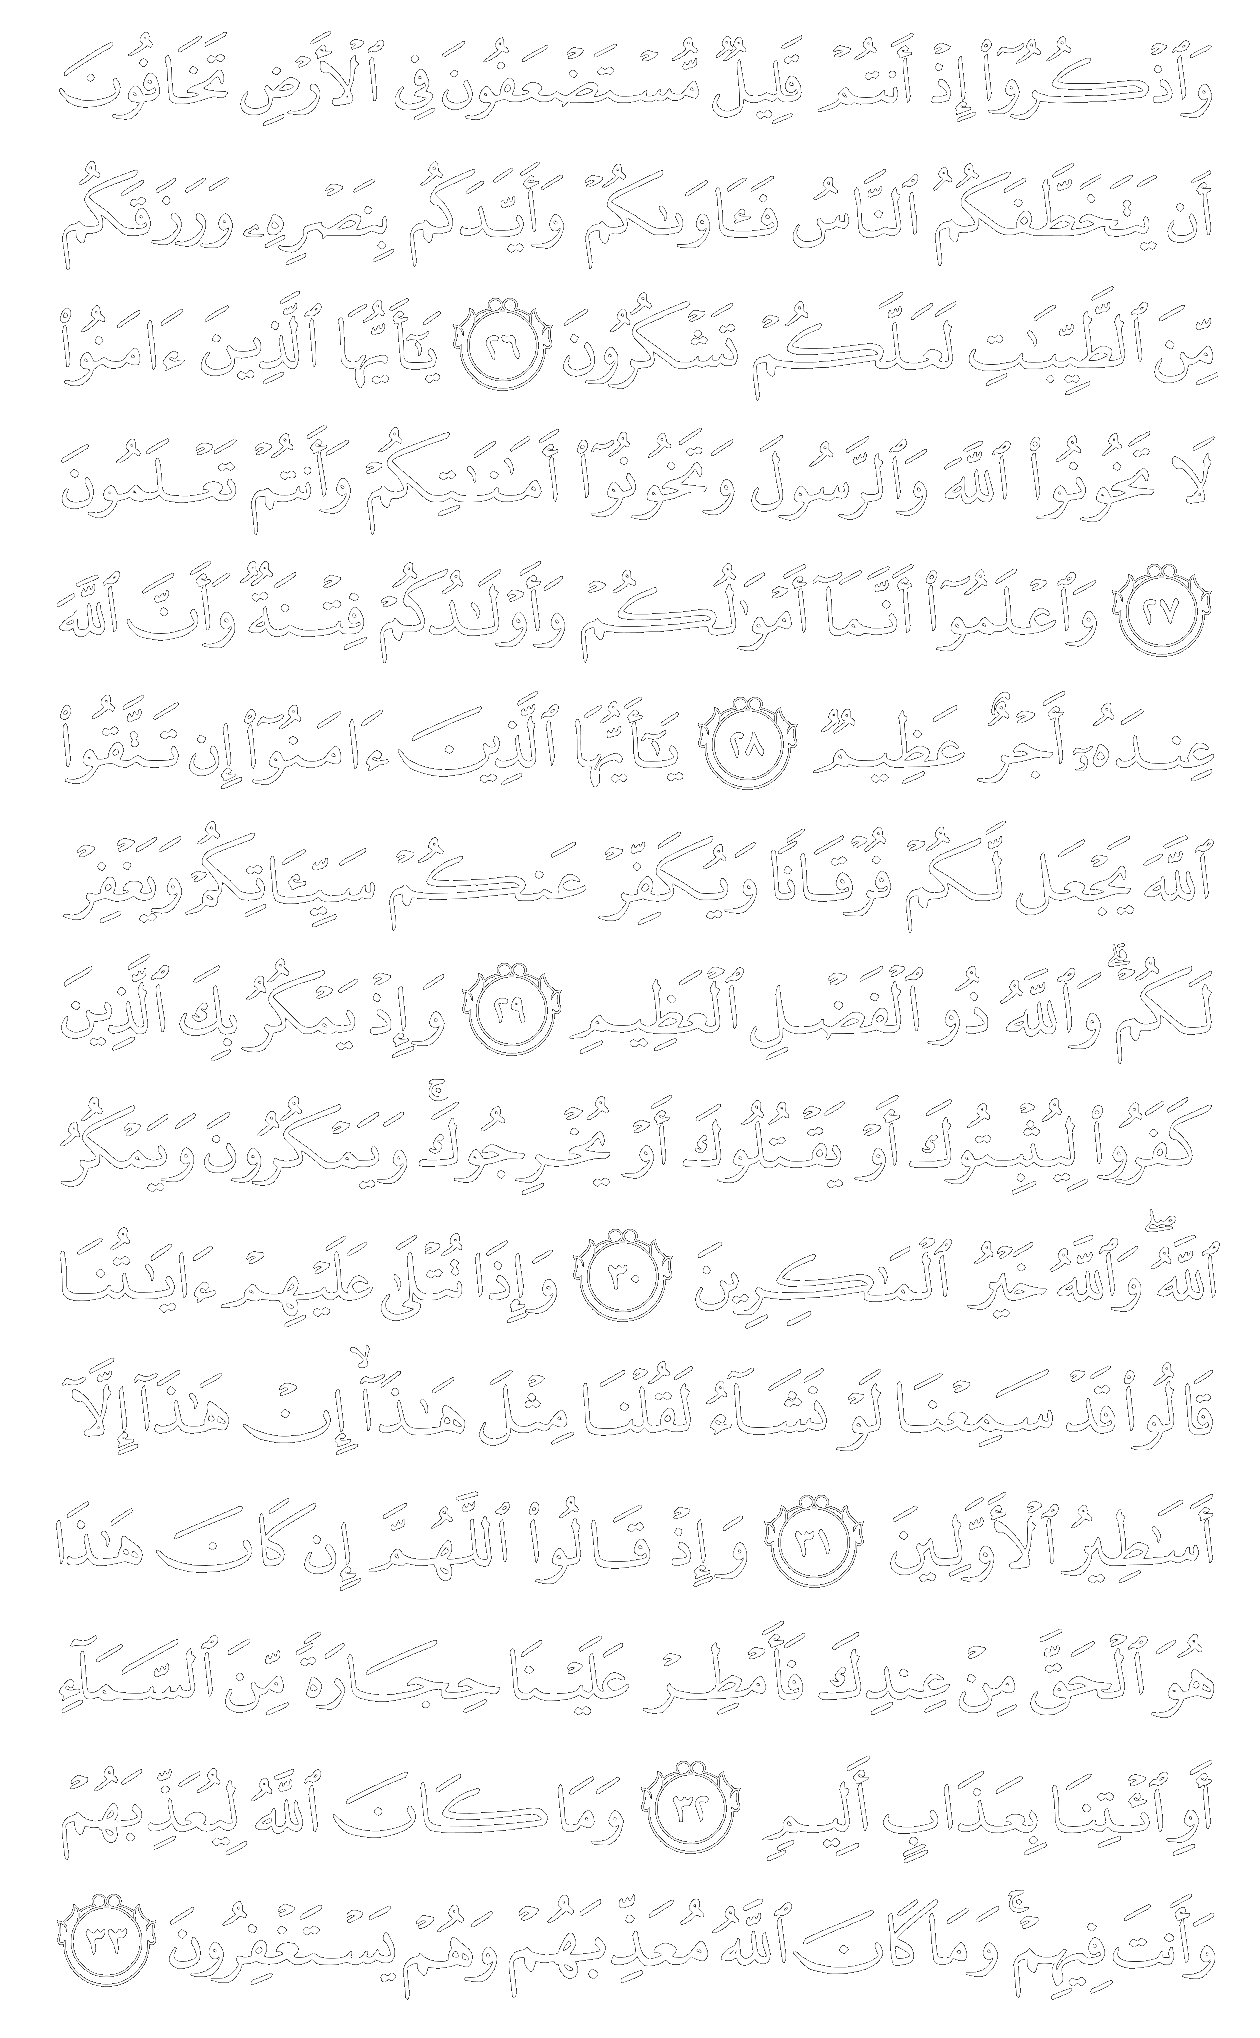 وَٱذْكُرُوٓا۟ إِذْ أَنتُمْ قَلِيلٌ مُّسْتَضْعَفُونَ فِى ٱلْأَرْضِ تَخَافُونَ
أَن يَتَخَطَّفَكُمُ ٱلنَّاسُ فَـَٔاوَىٰكُمْ وَأَيَّدَكُم بِنَصْرِهِۦ وَرَزَقَكُم
مِّنَ ٱلطَّيِّبَـٰتِ لَعَلَّكُمْ تَشْكُرُونَ ٢٦ يَـٰٓأَيُّهَا ٱلَّذِينَ ءَامَنُوا۟
لَا تَخُونُوا۟ ٱللَّهَ وَٱلرَّسُولَ وَتَخُونُوٓا۟ أَمَـٰنَـٰتِكُمْ وَأَنتُمْ تَعْلَمُونَ
٢٧ وَٱعْلَمُوٓا۟ أَنَّمَآ أَمْوَٰلُكُمْ وَأَوْلَـٰدُكُمْ فِتْنَةٌ وَأَنَّ ٱللَّهَ
عِندَهُۥٓ أَجْرٌ عَظِيمٌ ٢٨ يَـٰٓأَيُّهَا ٱلَّذِينَ ءَامَنُوٓا۟ إِن تَتَّقُوا۟
ٱللَّهَ يَجْعَل لَّكُمْ فُرْقَانًا وَيُكَفِّرْ عَنكُمْ سَيِّـَٔاتِكُمْ وَيَغْفِرْ
لَكُمْ ۗ وَٱللَّهُ ذُو ٱلْفَضْلِ ٱلْعَظِيمِ ٢٩ وَإِذْ يَمْكُرُ بِكَ ٱلَّذِينَ
كَفَرُوا۟ لِيُثْبِتُوكَ أَوْ يَقْتُلُوكَ أَوْ يُخْرِجُوكَ ۚ وَيَمْكُرُونَ وَيَمْكُرُ
ٱللَّهُ ۖ وَٱللَّهُ خَيْرُ ٱلْمَـٰكِرِينَ ٣٠ وَإِذَا تُتْلَىٰ عَلَيْهِمْ ءَايَـٰتُنَا
قَالُوا۟ قَدْ سَمِعْنَا لَوْ نَشَآءُ لَقُلْنَا مِثْلَ هَـٰذَآ ۙ إِنْ هَـٰذَآ إِلَّآ
أَسَـٰطِيرُ ٱلْأَوَّلِينَ ٣١ وَإِذْ قَالُوا۟ ٱللَّهُمَّ إِن كَانَ هَـٰذَا
هُوَ ٱلْحَقَّ مِنْ عِندِكَ فَأَمْطِرْ عَلَيْنَا حِجَارَةً مِّنَ ٱلسَّمَآءِ
أَوِ ٱئْتِنَا بِعَذَابٍ أَلِيمٍ ٣٢ وَمَا كَانَ ٱللَّهُ لِيُعَذِّبَهُمْ
وَأَنتَ فِيهِمْ ۚ وَمَا كَانَ ٱللَّهُ مُعَذِّبَهُمْ وَهُمْ يَسْتَغْفِرُونَ ٣٣